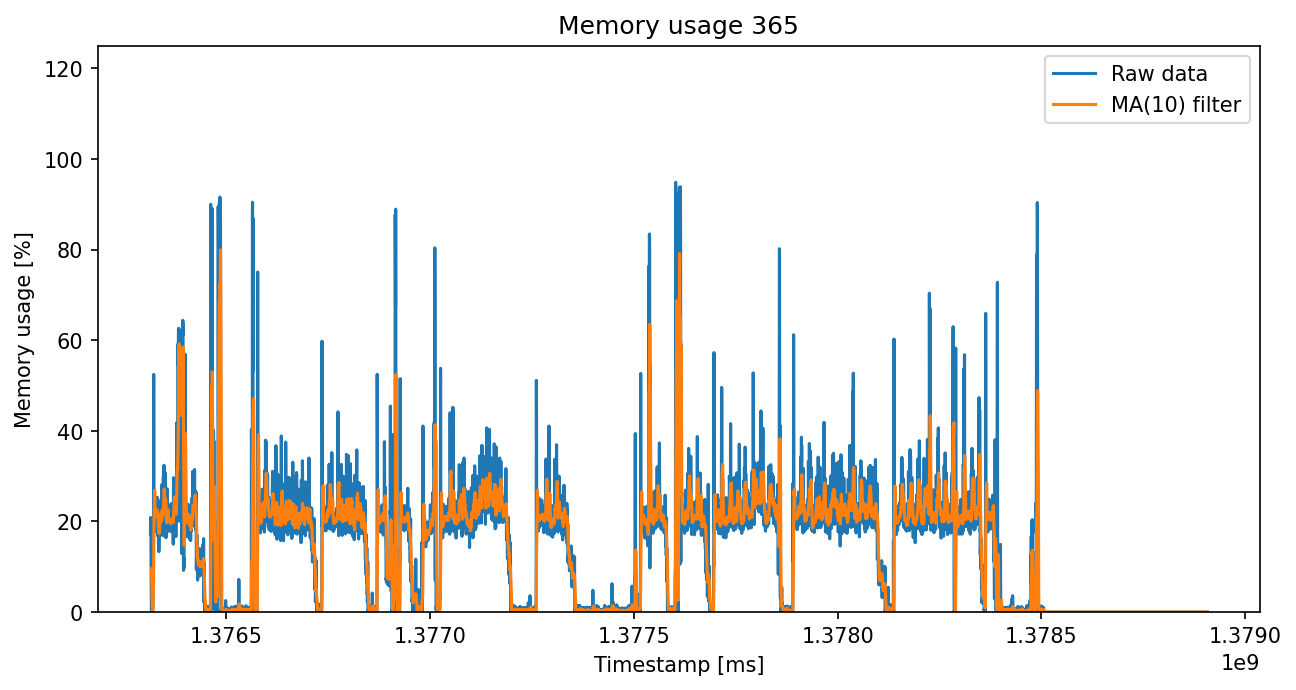 Memory usage 365
Raw data
MA(10) filter
Memory usage [%]
120
100
80
60
40
20
0
1.3765 1.3770 1.3775 1.3780 1.3785 1.3790
1e9
Timestamp [ms]